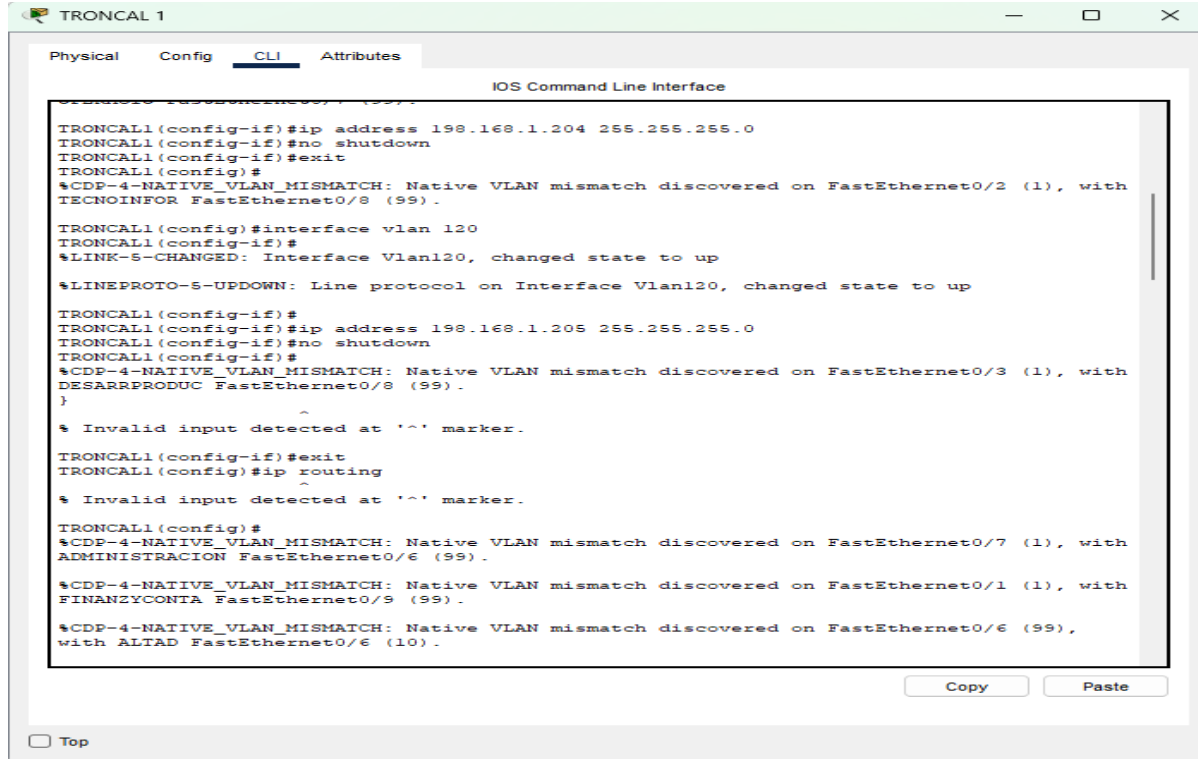 TRONCAL 1
Physical Config CLI Attributes
IOS Command Line Interface
TRONCAL1(config-if)#ip address 198.168.1.204 255.255.255.0
TRONCAL1(config-if)#no shutdown
TRONCAL1(config-if)#exit
TRONCAL1(config)#
%CDP-4-NATIVE_VLAN_MISMATCH: Native VLAN mismatch discovered on FastEthernet0/2 (1), with
TECNOINFOR FastEthernet0/8 (99).
TRONCAL1(config)#interface vlan 120
TRONCAL1(config-if)#
%LINK-5-CHANGED: Interface Vlan120, changed state to up
%LINEPROTO-5-UPDOWN: Line protocol on Interface Vlan120, changed state to up
TRONCAL1(config-if)#
TRONCAL1(config-if)#ip address 198.168.1.205 255.255.255.0
TRONCAL1(config-if)#no shutdown
TRONCAL1(config-if)#
%CDP-4-NATIVE_VLAN_MISMATCH: Native VLAN mismatch discovered on FastEthernet0/3 (1), with
DESARRPRODUC FastEthernet0/8 (99).
}
^
% Invalid input detected at '^' marker.
TRONCAL1(config-if)#exit
TRONCAL1(config)#ip routing
^
% Invalid input detected at '^' marker.
TRONCAL1(config)#
%CDP-4-NATIVE_VLAN_MISMATCH: Native VLAN mismatch discovered on FastEthernet0/7 (1), with
ADMINISTRACION FastEthernet0/6 (99).
%CDP-4-NATIVE_VLAN_MISMATCH: Native VLAN mismatch discovered on FastEthernet0/1 (1), with
FINANZYCONTA FastEthernet0/9 (99).
%CDP-4-NATIVE_VLAN_MISMATCH: Native VLAN mismatch discovered on FastEthernet0/6 (99),
with ALTAD FastEthernet0/6 (10).
Copy Paste
Top